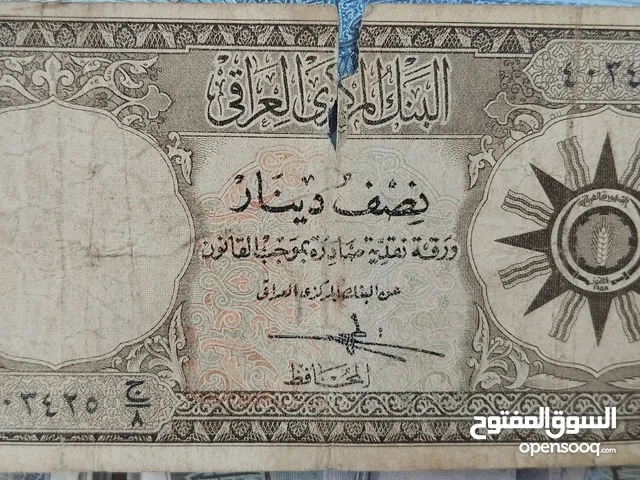 ٤٠٣٤
البنك المركزي العراقي
نصف دينار
ورقة نقدية صادرة بموجب القانون
عن البنك المركزي العراقي
المحافظ
ج/٨
٠٣٤٢٥
السوق المفتوح
opensooq.com